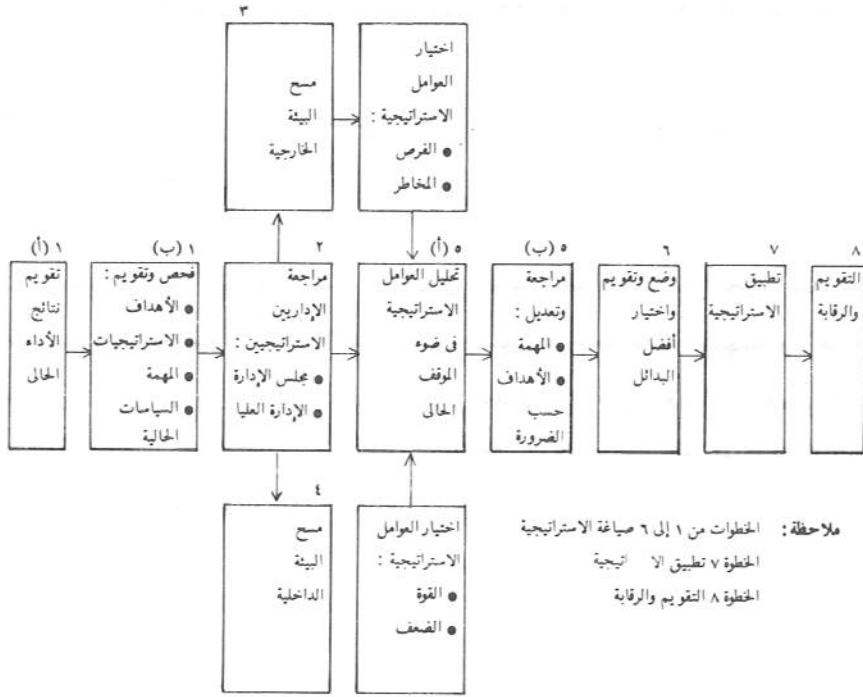 ٣
مسح
البيئة
الخارجية
اختيار
العوامل
الاستراتيجية :
● الفرص
● المخاطر
١ (أ)
تقويم
نتائج
الأداء
الحالى
١ (ب)
فحص وتقويم :
● الأهداف
● الاستراتيجيات
● المهمة
● السياسات
الحالية
٢
مراجعة
الإداريين
الاستراتيجيين :
● مجلس الإدارة
● الإدارة العليا
٥ (أ)
تحليل العوامل
الاستراتيجية
فى ضوء
الموقف
الحالى
٥ (ب)
مراجعة
وتعديل :
● المهمة
● الأهداف
حسب
الضرورة
٦
وضع وتقويم
واختيار
أفضل
البدائل
٧
تطبيق
الاستراتيجية
٨
التقويم
والرقابة
٤
مسح
البيئة
الداخلية
اختيار العوامل
الاستراتيجية :
● القوة
● الضعف
ملاحظة : الخطوات من ١ إلى ٦ صياغة الاستراتيجية
الخطوة ٧ تطبيق الا اتيجية
الخطوة ٨ التقويم والرقابة